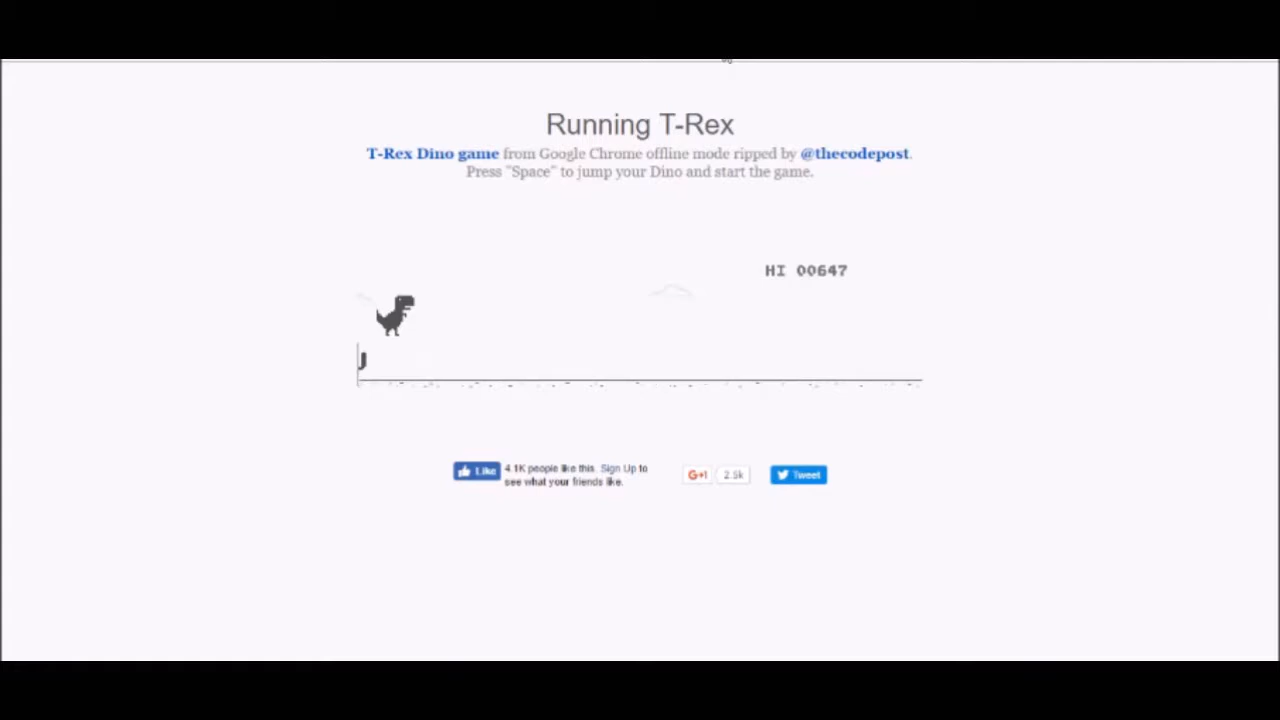 Running T-Rex
T-Rex Dino game from Google Chrome offline mode ripped by @thecodepost.
Press "Space" to jump your Dino and start the game.
HI 00647
Like
4.1K people like this. Sign Up to
see what your friends like.
G+1
2.5k
Tweet